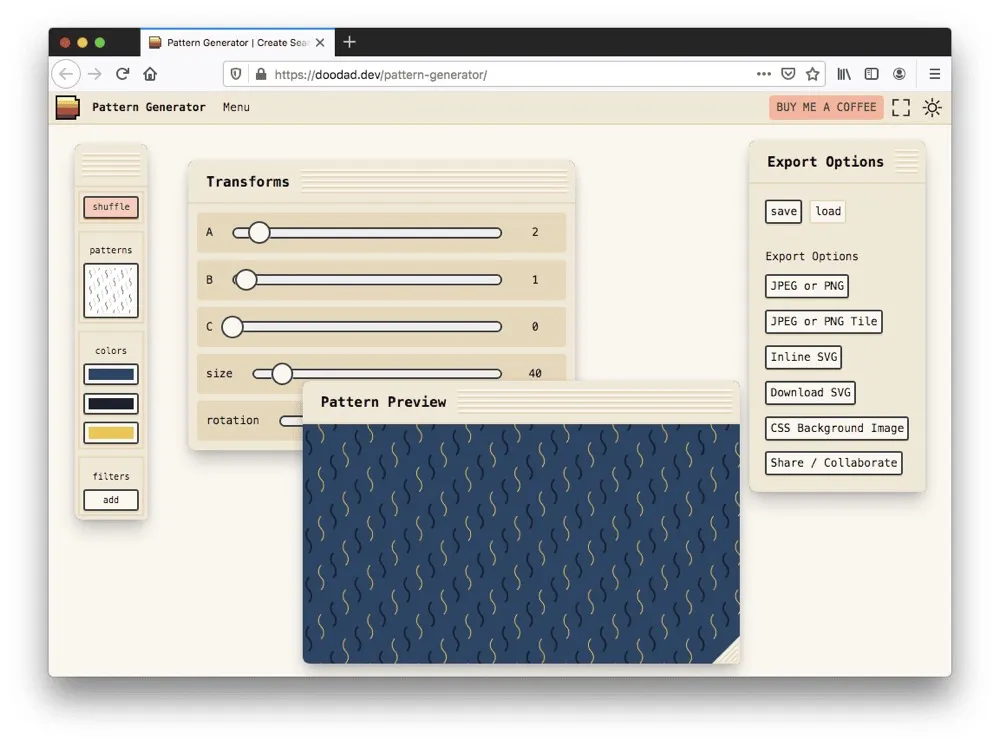 Pattern Generator | Create Sea
https://doodad.dev/pattern-generator/
Pattern Generator Menu
BUY ME A COFFEE
shuffle
patterns
colors
filters
add
Transforms
A 2
B 1
C 0
size 40
rotation
Pattern Preview
Export Options
save load
Export Options
JPEG or PNG
JPEG or PNG Tile
Inline SVG
Download SVG
CSS Background Image
Share / Collaborate